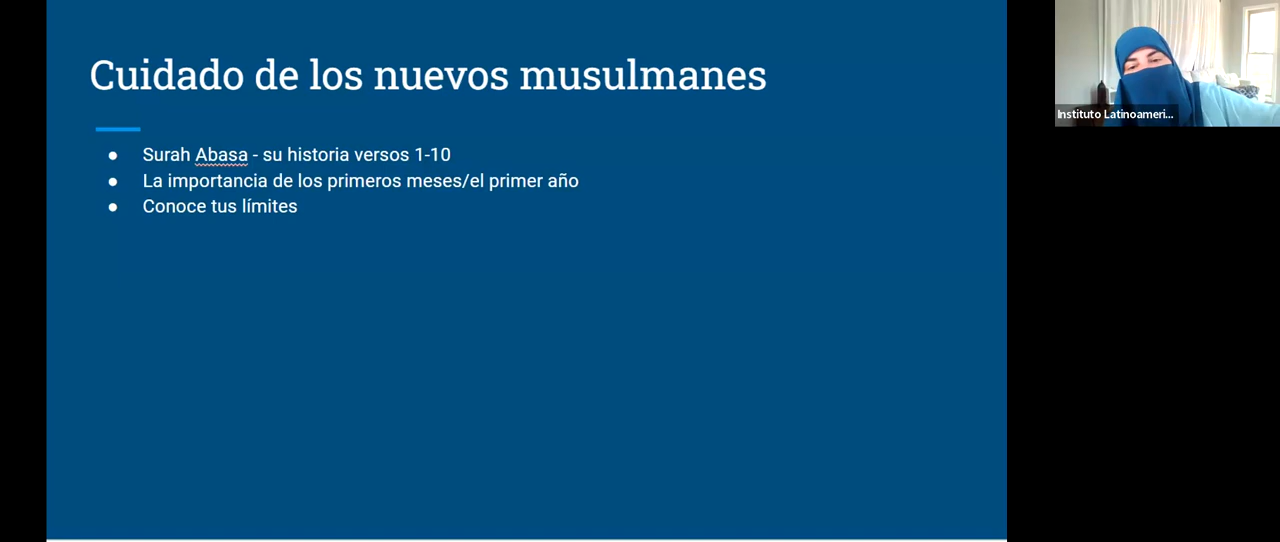 Cuidado de los nuevos musulmanes
● Surah Abasa - su historia versos 1-10
● La importancia de los primeros meses/el primer año
● Conoce tus límites
Instituto Latinoameri...